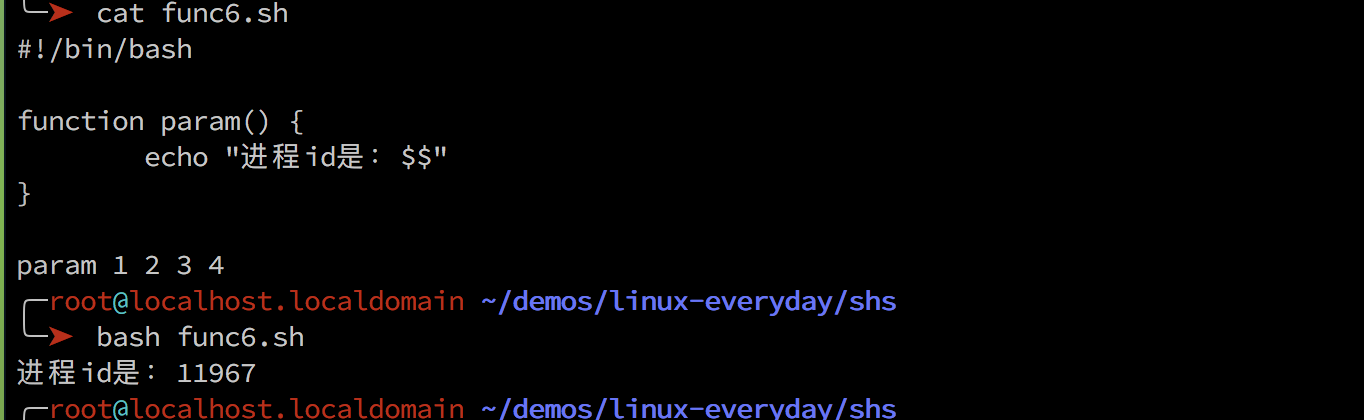 ╰─➤ cat func6.sh
#!/bin/bash

function param() {
        echo "进程id是: $$"
}

param 1 2 3 4
╭─root@localhost.localdomain ~/demos/linux-everyday/shs
╰─➤ bash func6.sh
进程id是: 11967
╭─root@localhost.localdomain ~/demos/linux-everyday/shs